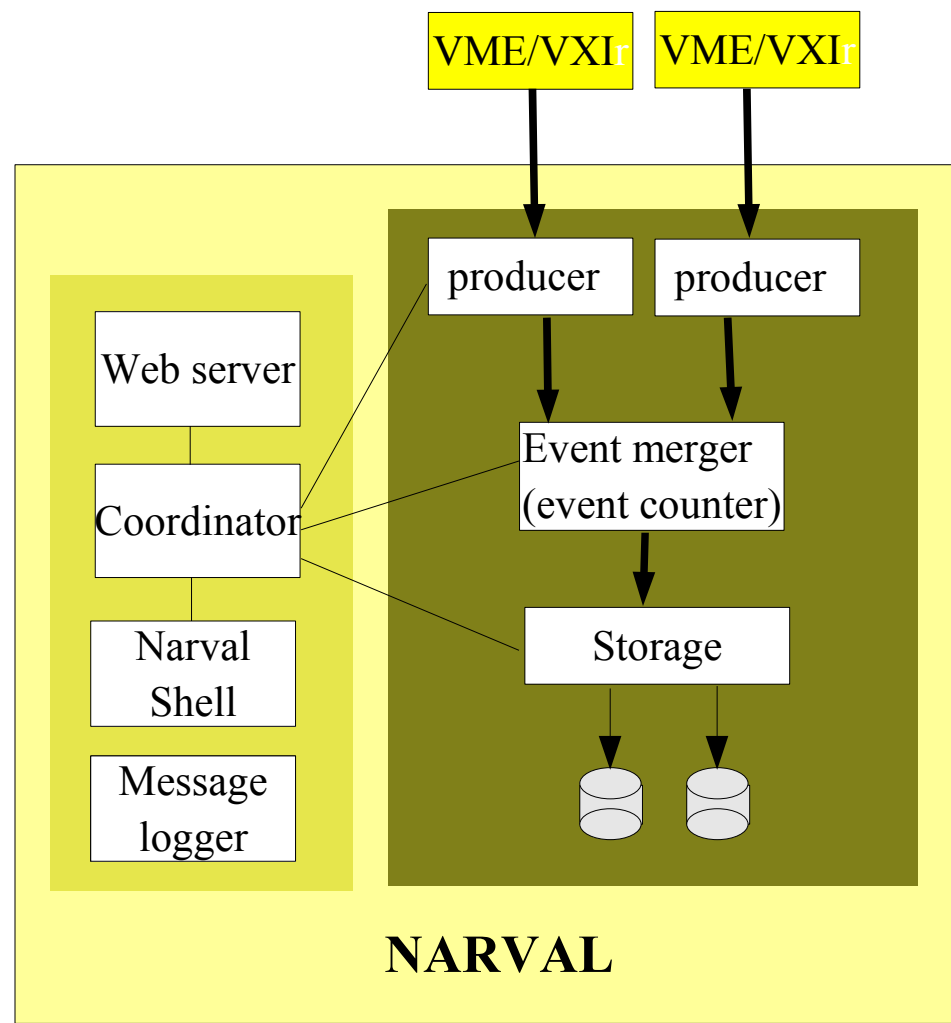 VME/VXIr
VME/VXIr
producer
producer
Web server
Event merger
(event counter)
Coordinator
Narval
Shell
Storage
Message
logger
NARVAL